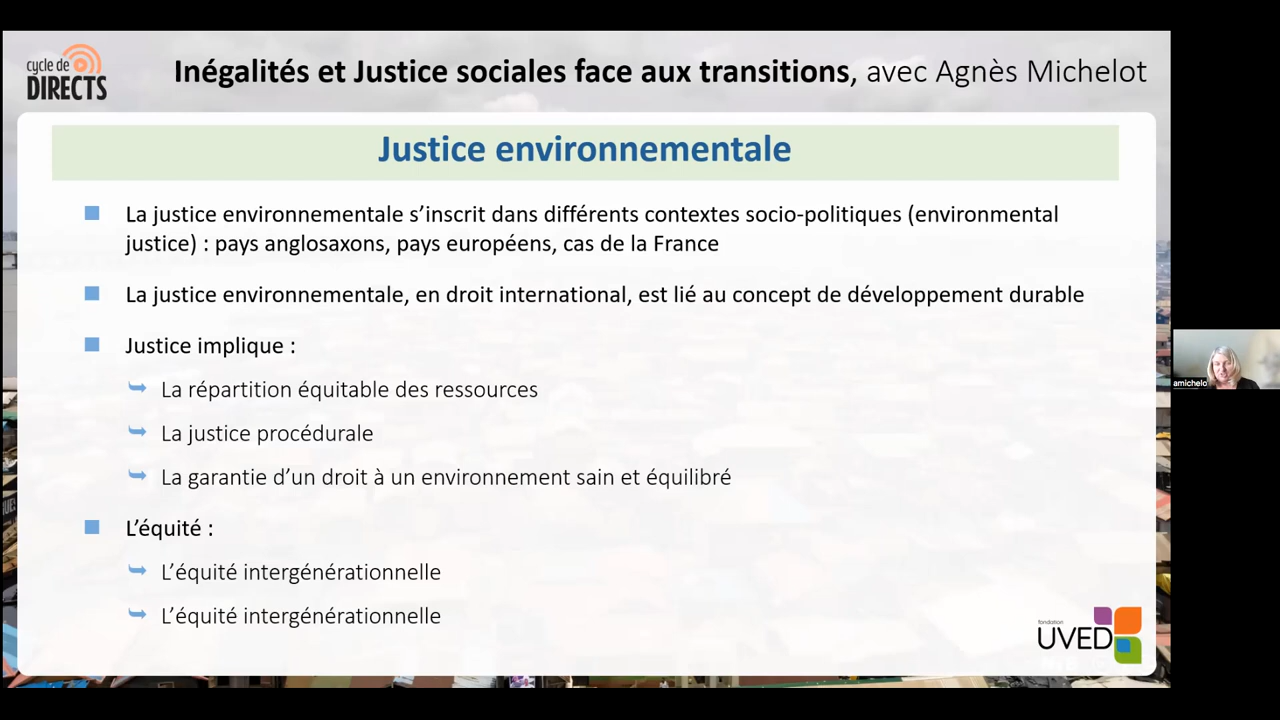 cycle de
DIRECTS
Inégalités et Justice sociales face aux transitions, avec Agnès Michelot
Justice environnementale
La justice environnementale s’inscrit dans différents contextes socio-politiques (environmental
justice) : pays anglosaxons, pays européens, cas de la France
La justice environnementale, en droit international, est lié au concept de développement durable
Justice implique :
La répartition équitable des ressources
La justice procédurale
La garantie d’un droit à un environnement sain et équilibré
L’équité :
L’équité intergénérationnelle
L’équité intergénérationnelle
fondation
UVED
amichelo